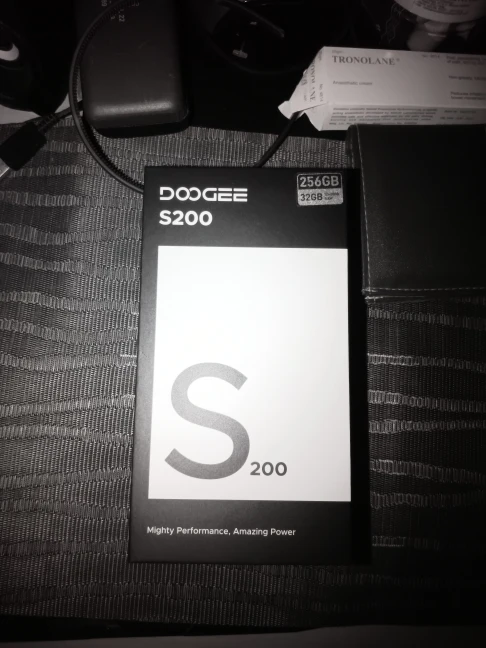 TRONOLANE
DOOGEE
S200
256GB
32GB
S
200
Mighty Performance, Amazing Power